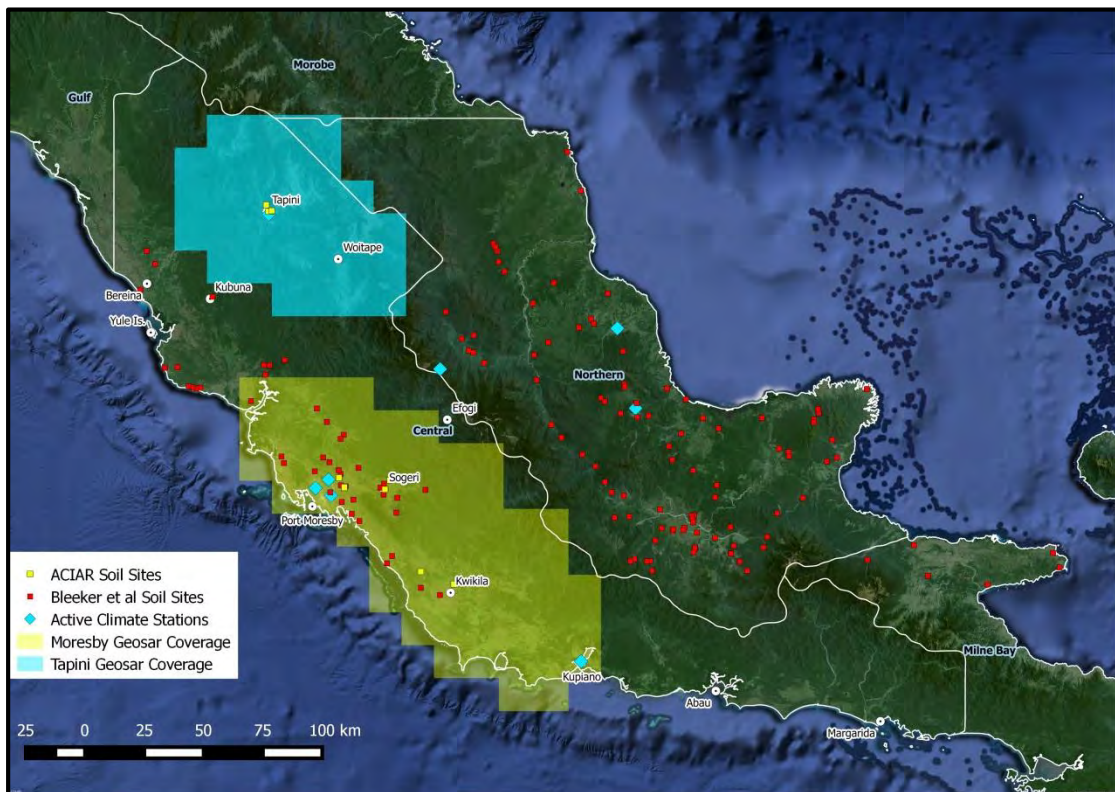 Morobe
Gulf
Tapini
Woitape
Bereina
Kubuna
Yule Is.
Northern
Efogi
Central
Sogeri
Port Moresby
Kwikila
Kupiano
Milne Bay
Abau
Margarida
ACIAR Soil Sites
Bleeker et al Soil Sites
Active Climate Stations
Moresby Geosar Coverage
Tapini Geosar Coverage
25 0 25 50 75 100 km